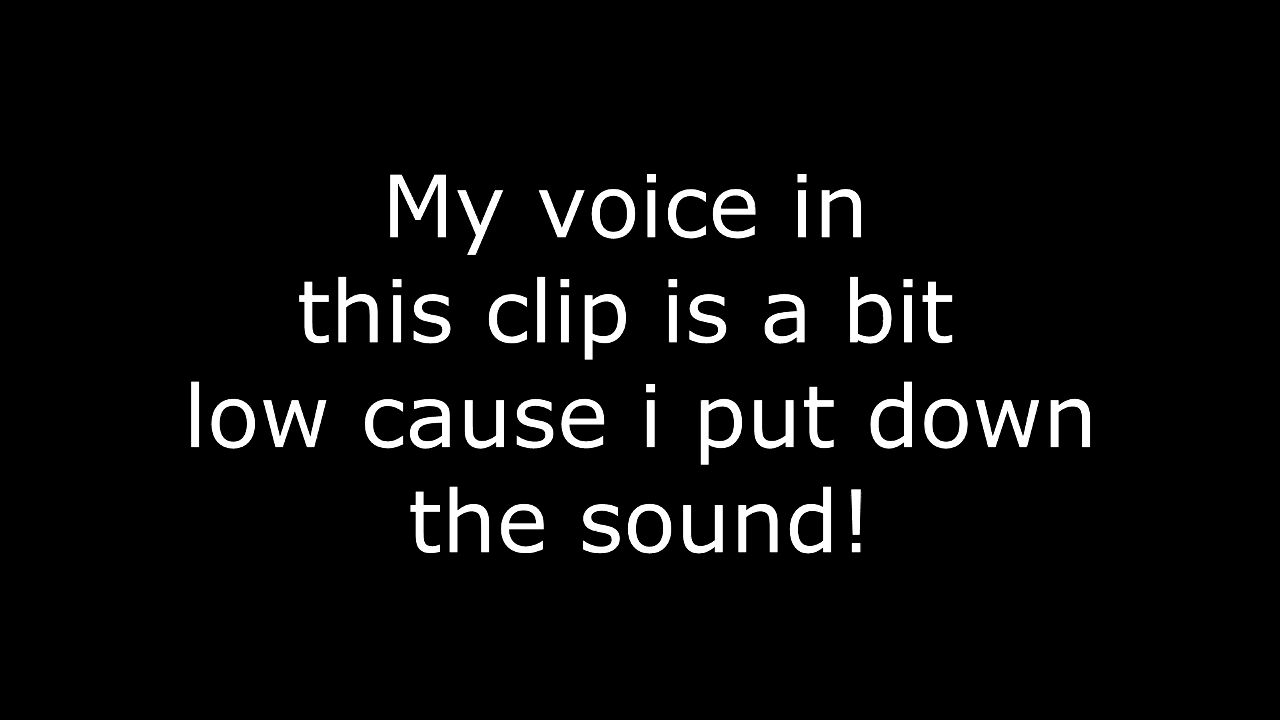 My voice in
this clip is a bit
low cause i put down
the sound!